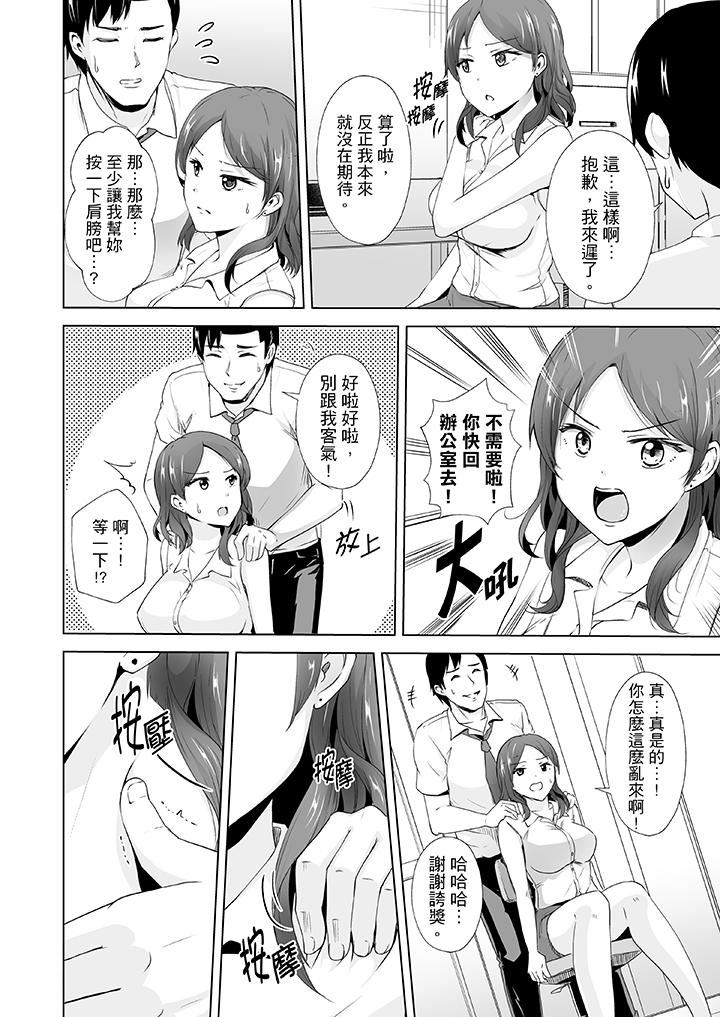 這⋯這樣啊⋯
抱歉，我來遲了。
按摩
按摩
算了啦，
反正我本來
就沒在期待。
那⋯那麼⋯
至少讓我幫妳
按一下肩膀吧⋯？
不需要啦！
你快回
辦公室去！
大吼
好啦好啦，
別跟我客氣！
放上
啊⋯！
等一下!?
真⋯真是的⋯！
你怎麼這麼亂來啊！
哈哈哈⋯
謝謝誇獎。
按摩
按摩
按壓